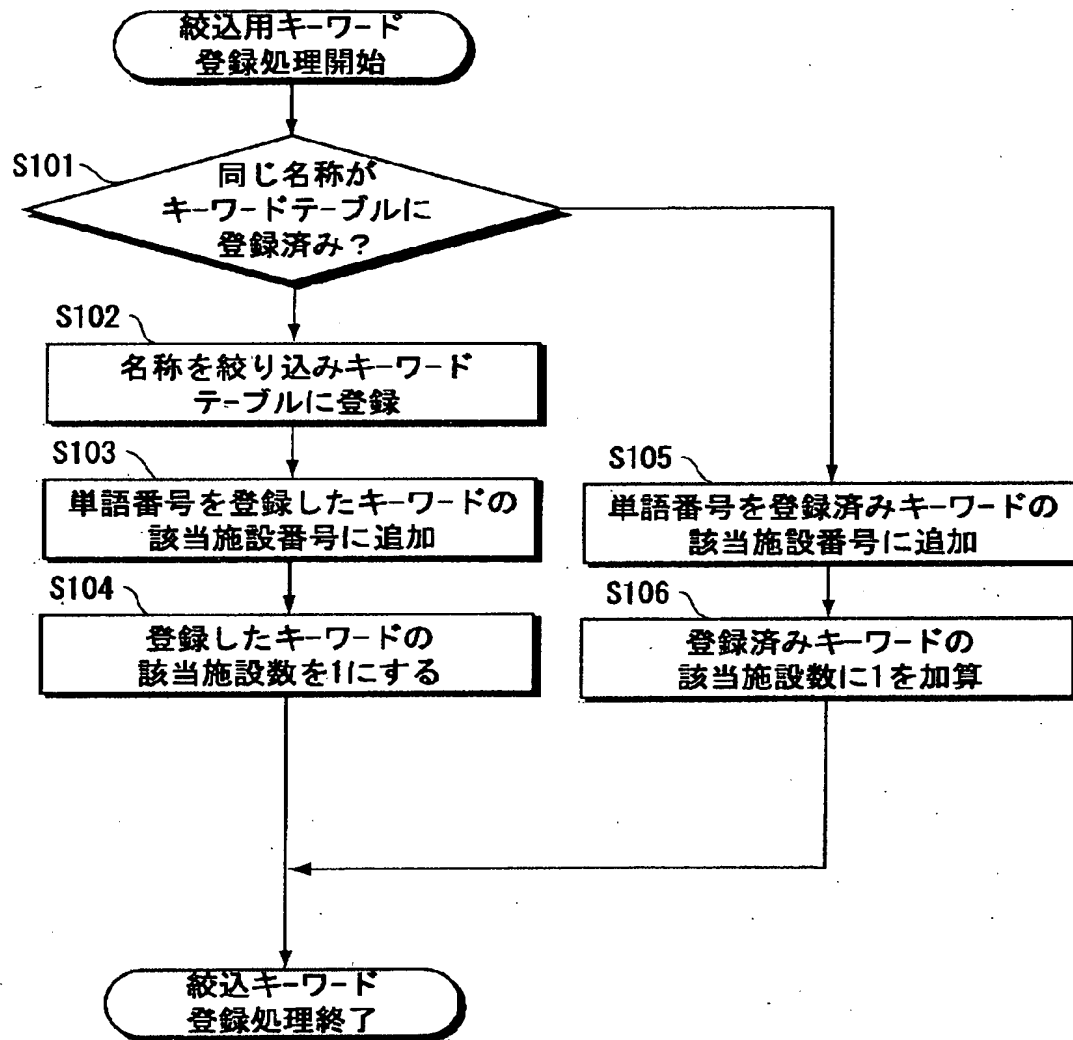 絞込用キーワード
登録処理開始
S101
同じ名称が
キーワードテーブルに
登録済み？
S102
名称を絞り込みキーワード
テーブルに登録
S103
単語番号を登録したキーワードの
該当施設番号に追加
S104
登録したキーワードの
該当施設数を1にする
S105
単語番号を登録済みキーワードの
該当施設番号に追加
S106
登録済みキーワードの
該当施設数に1を加算
絞込キーワード
登録処理終了